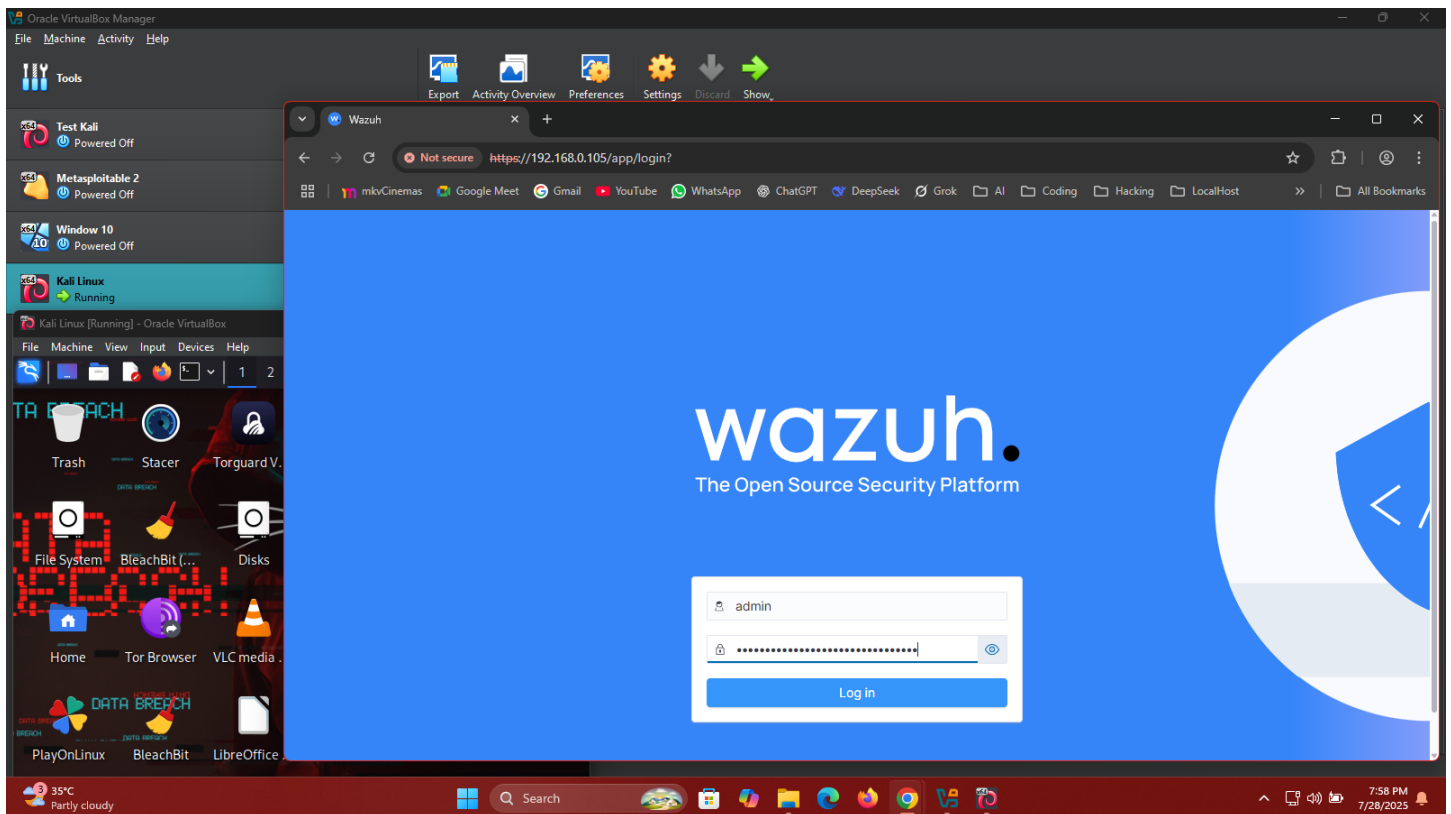 Oracle VirtualBox Manager
File Machine Activity Help
Tools
Export Activity Overview Preferences Settings Discard Show
Test Kali
Powered Off
Metasploitable 2
Powered Off
Window 10
Powered Off
Kali Linux
Running
Wazuh
Not secure https://192.168.0.105/app/login?
mkvCinemas Google Meet Gmail YouTube WhatsApp ChatGPT DeepSeek Grok AI Coding Hacking LocalHost » All Bookmarks
wazuh.
The Open Source Security Platform
admin
••••••••••••••••••••••••••••••••
Log in
Kali Linux [Running] - Oracle VirtualBox
File Machine View Input Devices Help
1 2
Trash Stacer Torguard V.
File System BleachBit (... Disks
Home Tor Browser VLC media .
DATA BREACH
PlayOnLinux BleachBit LibreOffice
3
35°C
Partly cloudy
Search
7:58 PM
7/28/2025